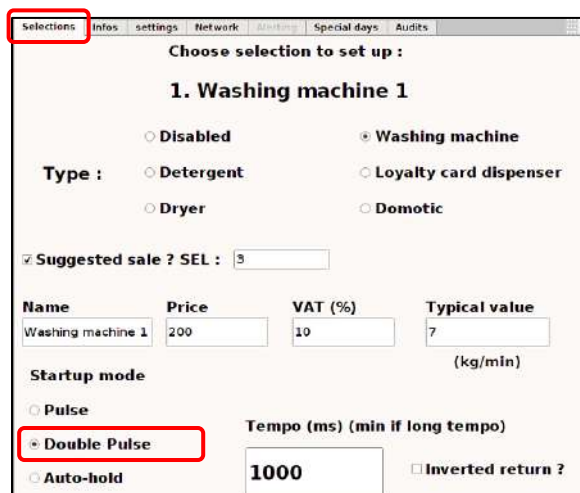 Selections Infos settings Network Alerting Special days Audits
Choose selection to set up :
1. Washing machine 1
Disabled Washing machine
Type : Detergent Loyalty card dispenser
Dryer Domotic
Suggested sale ? SEL : 3
Name Price VAT (%) Typical value
Washing machine 1 200 10 7
(kg/min)
Startup mode
Pulse
Tempo (ms) (min if long tempo)
Double Pulse
1000 Inverted return ?
Auto-hold